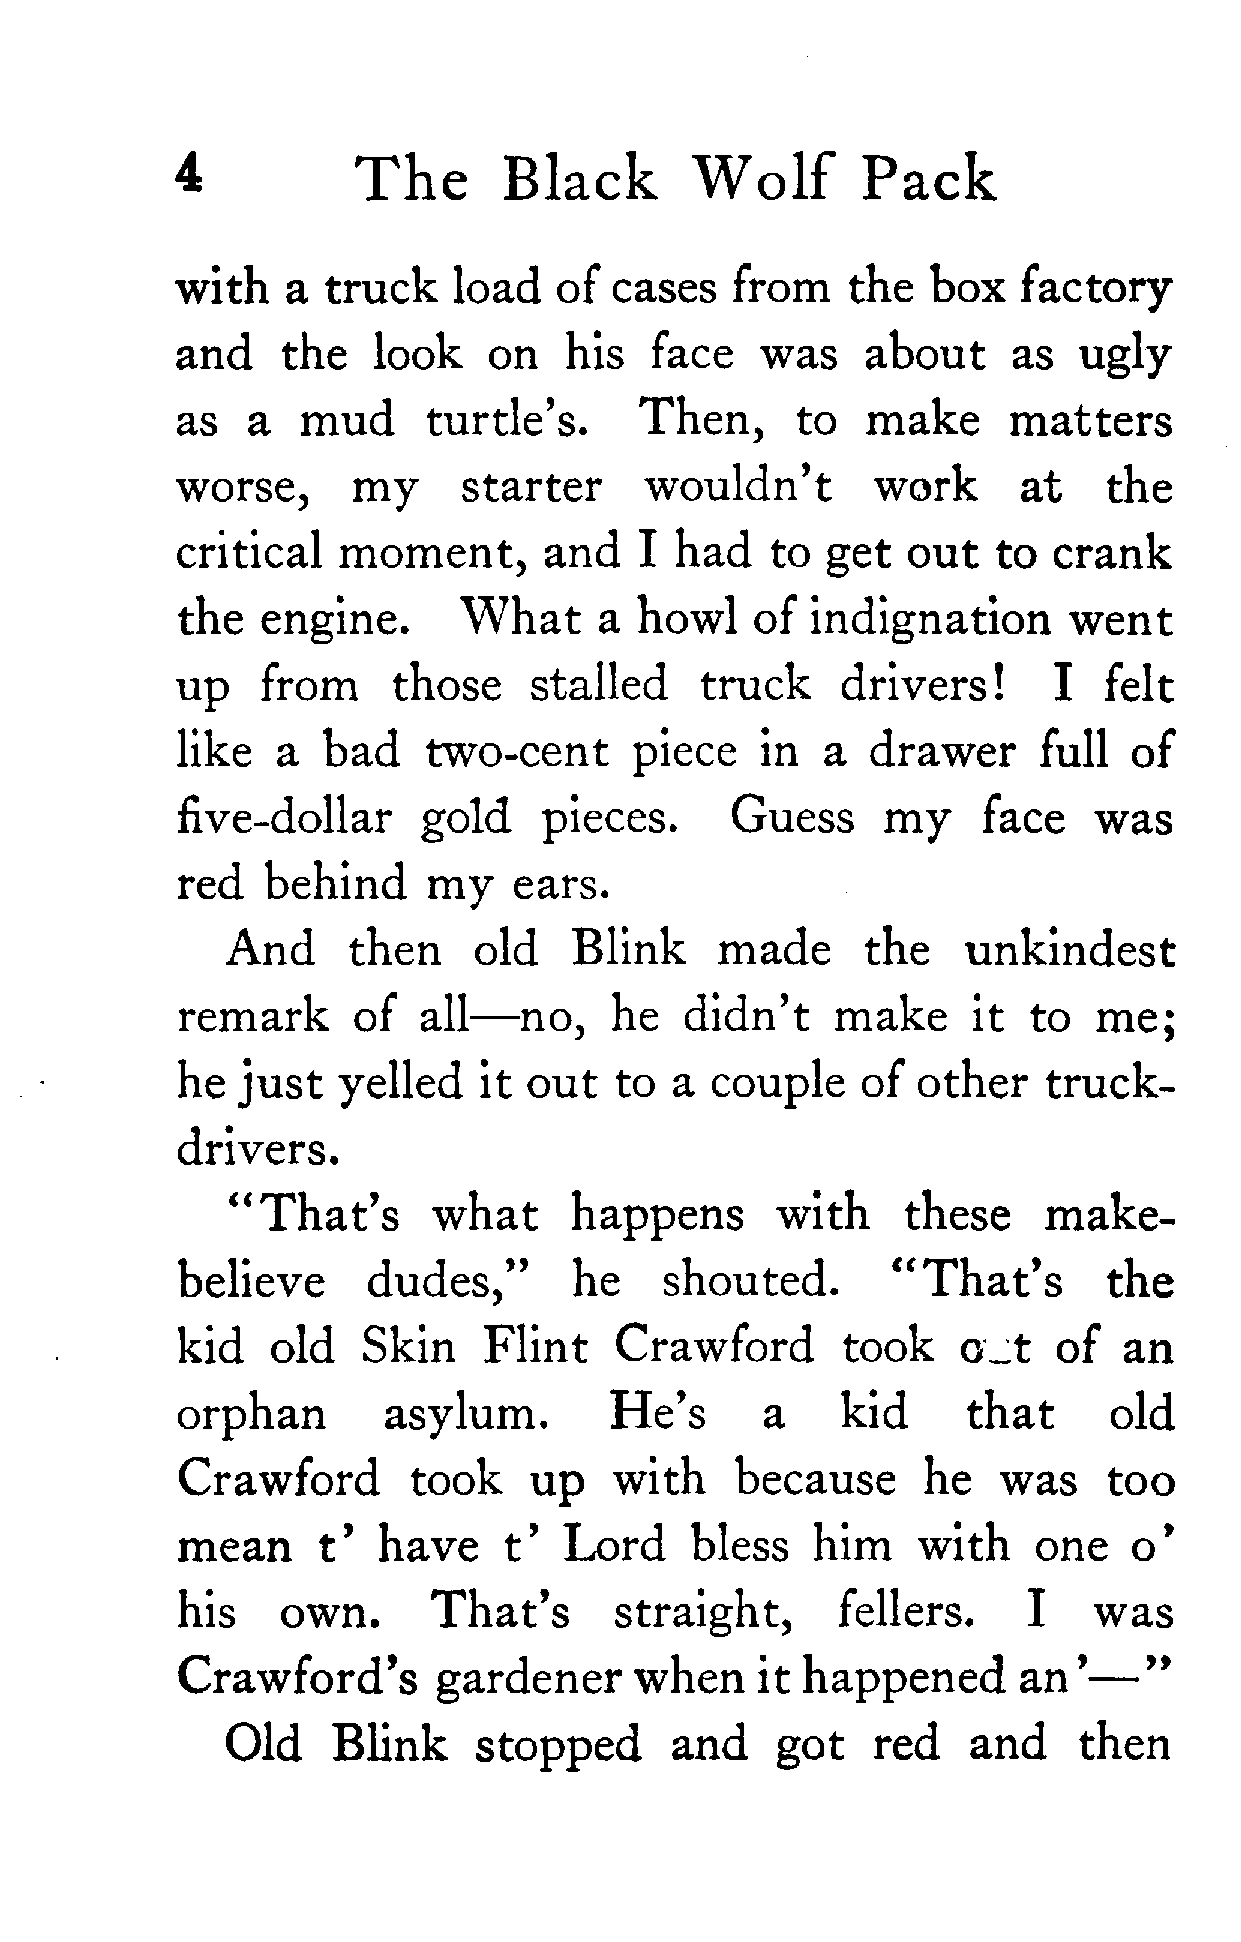 4 The Black Wolf Pack
with a truck load of cases from the box factory
and the look on his face was about as ugly
as a mud turtle's. Then, to make matters
worse, my starter wouldn't work at the
critical moment, and I had to get out to crank
the engine. What a howl of indignation went
up from those stalled truck drivers! I felt
like a bad two-cent piece in a drawer full of
five-dollar gold pieces. Guess my face was
red behind my ears.
And then old Blink made the unkindest
remark of all—no, he didn't make it to me;
he just yelled it out to a couple of other truck-
drivers.
"That's what happens with these make-
believe dudes," he shouted. "That's the
kid old Skin Flint Crawford took out of an
orphan asylum. He's a kid that old
Crawford took up with because he was too
mean t' have t' Lord bless him with one o'
his own. That's straight, fellers. I was
Crawford's gardener when it happened an'—"
Old Blink stopped and got red and then